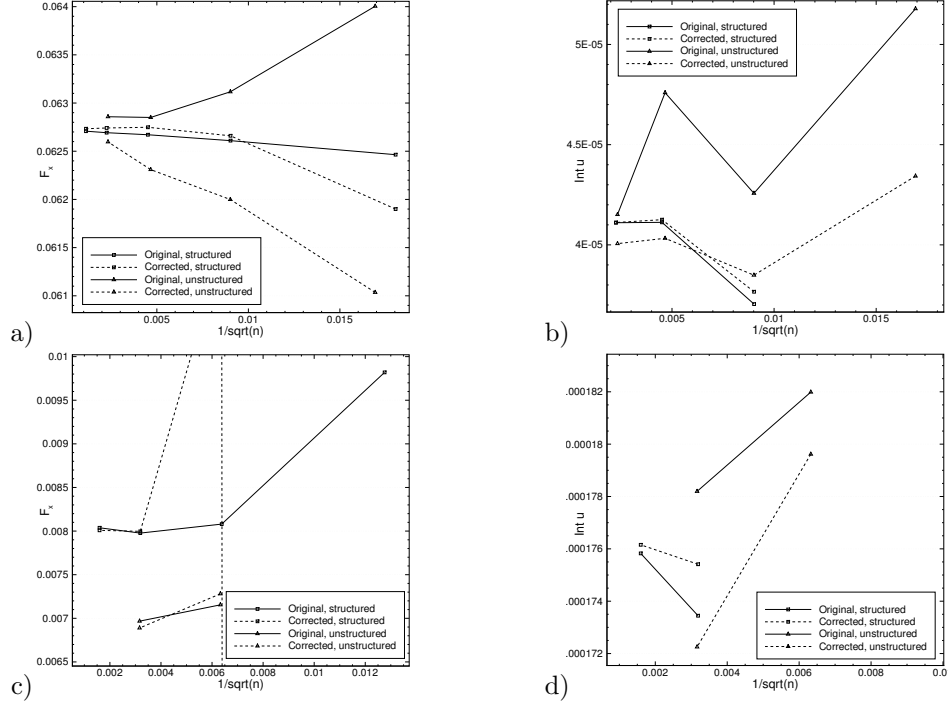 0.064
0.0635
0.063
0.0625
0.062
0.0615
0.061
Fx
Original, structured
Corrected, structured
Original, unstructured
Corrected, unstructured
0.005 0.01 0.015
1/sqrt(n)
a)
Original, structured
Corrected, structured
Original, unstructured
Corrected, unstructured
5E-05
4.5E-05
4E-05
Int u
0.005 0.01 0.015
1/sqrt(n)
b)
0.01
0.0095
0.009
0.0085
0.008
0.0075
0.007
0.0065
Fx
Original, structured
Corrected, structured
Original, unstructured
Corrected, unstructured
0.002 0.004 0.006 0.008 0.01 0.012
1/sqrt(n)
c)
.000182
.00018
.000178
.000176
.000174
.000172
Int u
Original, structured
Corrected, structured
Original, unstructured
Corrected, unstructured
0.002 0.004 0.006 0.008 0.0
1/sqrt(n)
d)